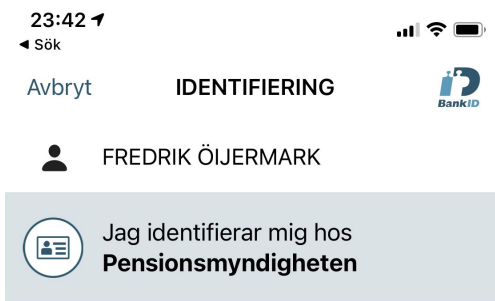 23:42
◀ Sök
Avbryt
IDENTIFIERING
BankID
FREDRIK ÖIJERMARK
Jag identifierar mig hos
Pensionsmyndigheten